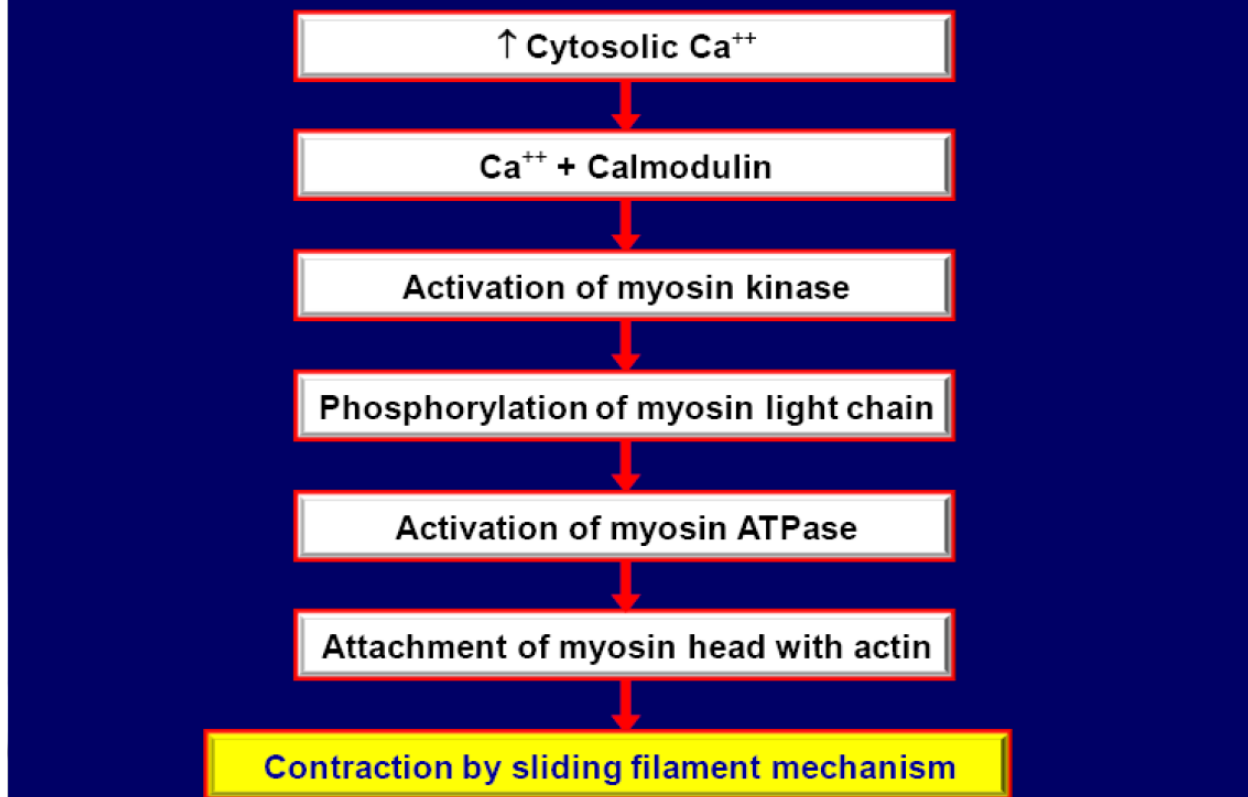 ↑ Cytosolic Ca⁺⁺
Ca⁺⁺ + Calmodulin
Activation of myosin kinase
Phosphorylation of myosin light chain
Activation of myosin ATPase
Attachment of myosin head with actin
Contraction by sliding filament mechanism